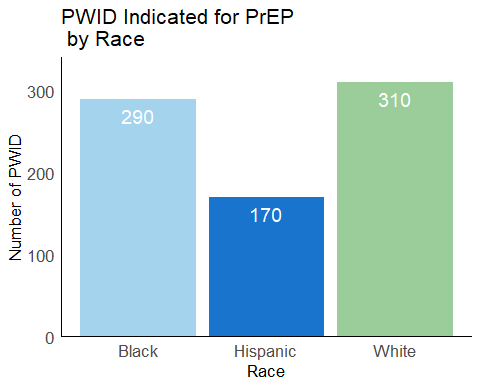 PWID Indicated for PrEP
by Race
Number of PWID
300
200
100
0
290
170
310
Black
Hispanic
White
Race